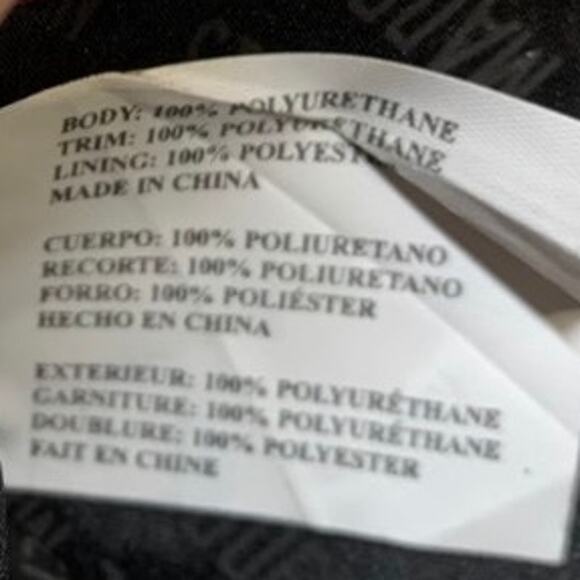 BODY: 100% POLYURETHANE
TRIM: 100% POLYURETHANE
LINING: 100% POLYESTER
MADE IN CHINA
CUERPO: 100% POLIURETANO
RECORTE: 100% POLIURETANO
FORRO: 100% POLIÉSTER
HECHO EN CHINA
EXTERIEUR: 100% POLYURÉTHANE
GARNITURE: 100% POLYURÉTHANE
DOUBLURE: 100% POLYESTER
FAIT EN CHINE